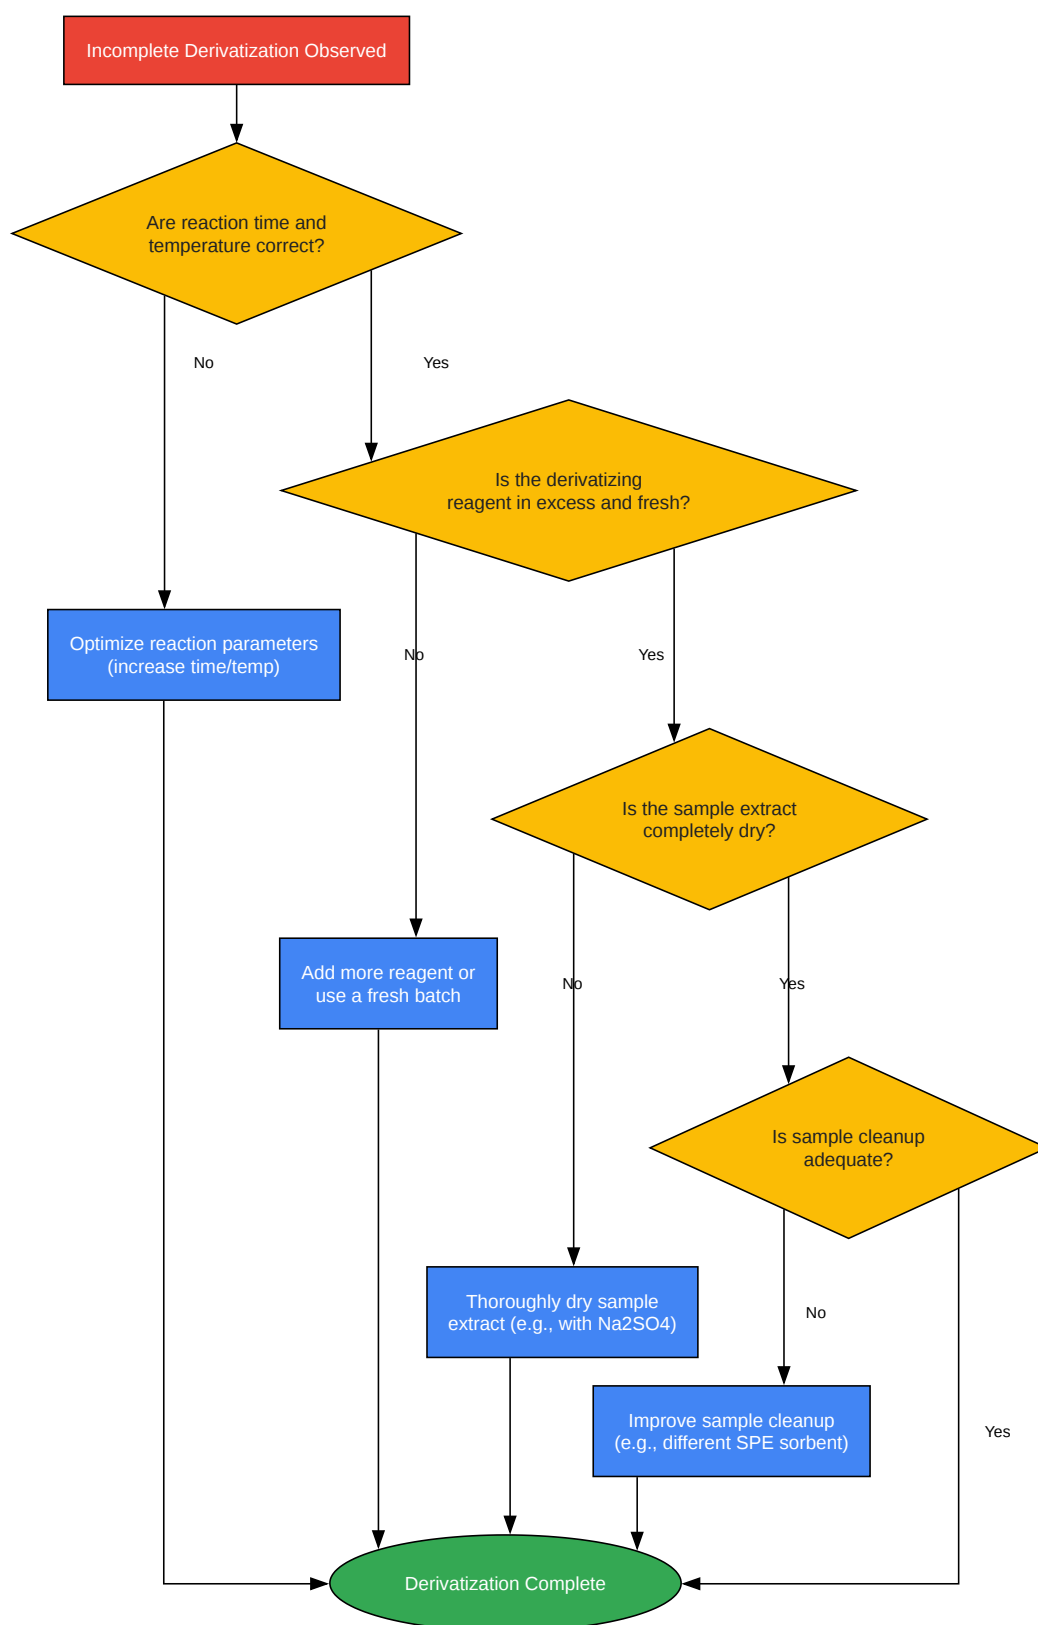 Incomplete Derivatization Observed
Are reaction time and
temperature correct?
No
Yes
Is the derivatizing
reagent in excess and fresh?
Optimize reaction parameters
(increase time/temp)
No
Yes
Is the sample extract
completely dry?
Add more reagent or
use a fresh batch
No
Yes
Is sample cleanup
adequate?
Thoroughly dry sample
extract (e.g., with Na2SO4)
No
Improve sample cleanup
(e.g., different SPE sorbent)
Yes
Derivatization Complete